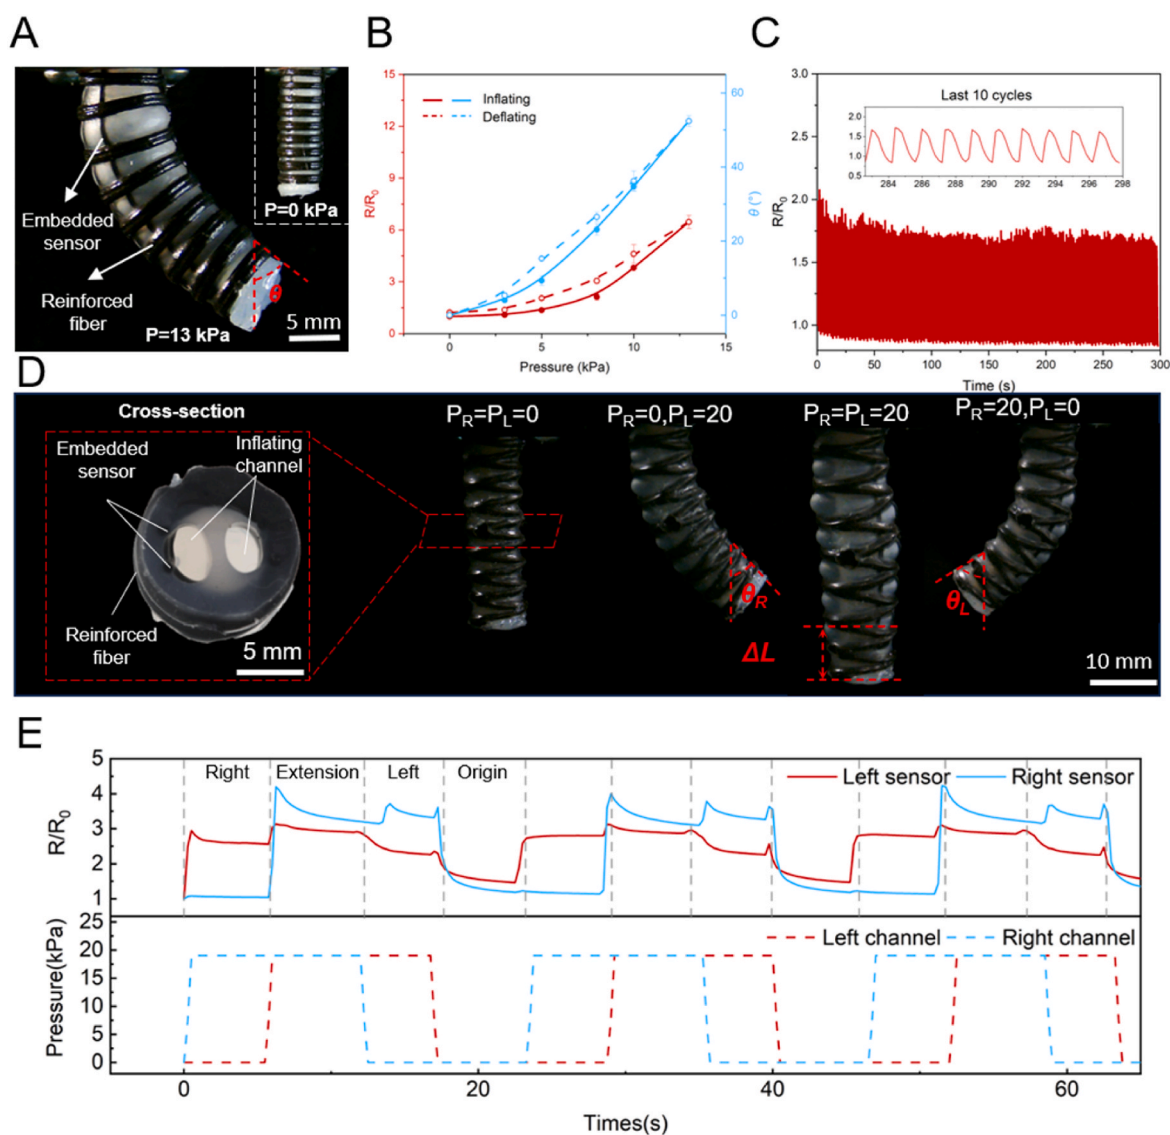 A
Embedded
sensor
Reinforced
fiber
P=0 kPa
P=13 kPa
θ
5 mm
B
R/R0
15
12
9
6
3
0
Inflating
Deflating
60
40
20
0
θ (°)
0
5
10
15
Pressure (kPa)
C
R/R0
3.0
2.5
2.0
1.5
1.0
Last 10 cycles
2.0
1.5
1.0
0.5
284 286 288 290 292 294 296 298
0 50 100 150 200 250 300
Time (s)
D
Cross-section
Embedded
sensor
Inflating
channel
Reinforced
fiber
5 mm
PR=PL=0
PR=0,PL=20
PR=PL=20
PR=20,PL=0
θR
ΔL
θL
10 mm
E
R/R0
5
4
3
2
1
Right
Extension
Left
Origin
Left sensor
Right sensor
Pressure(kPa)
25
20
15
10
5
0
Left channel
Right channel
0
20
40
60
Times(s)